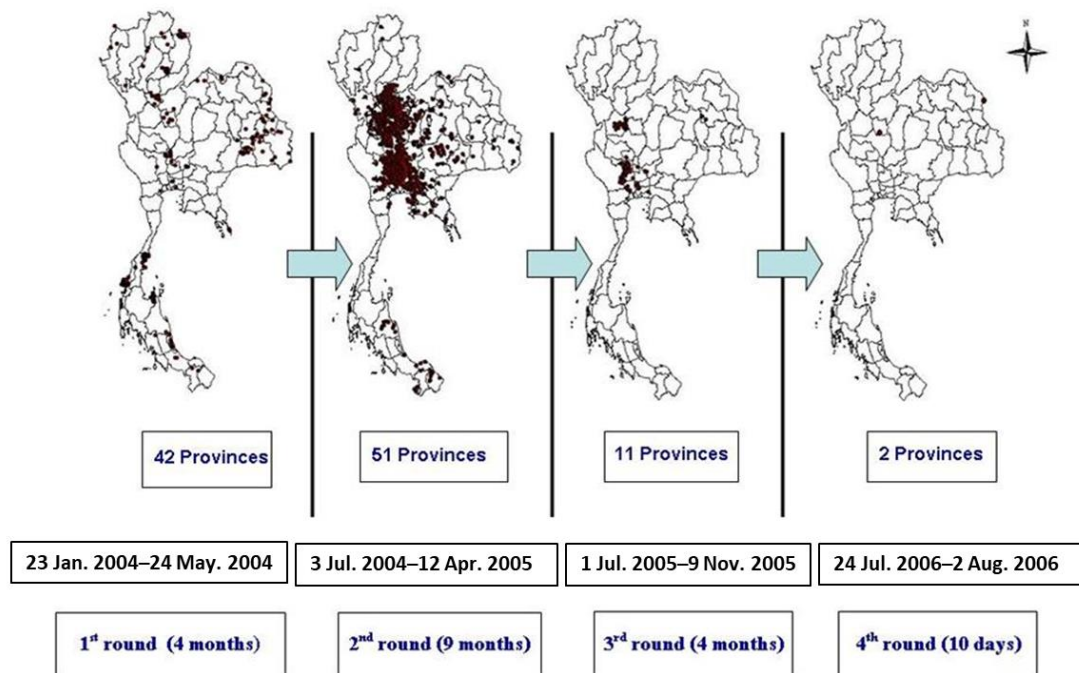 N
42 Provinces
51 Provinces
11 Provinces
2 Provinces
23 Jan. 2004–24 May. 2004
3 Jul. 2004–12 Apr. 2005
1 Jul. 2005–9 Nov. 2005
24 Jul. 2006–2 Aug. 2006
1st round (4 months)
2nd round (9 months)
3rd round (4 months)
4th round (10 days)